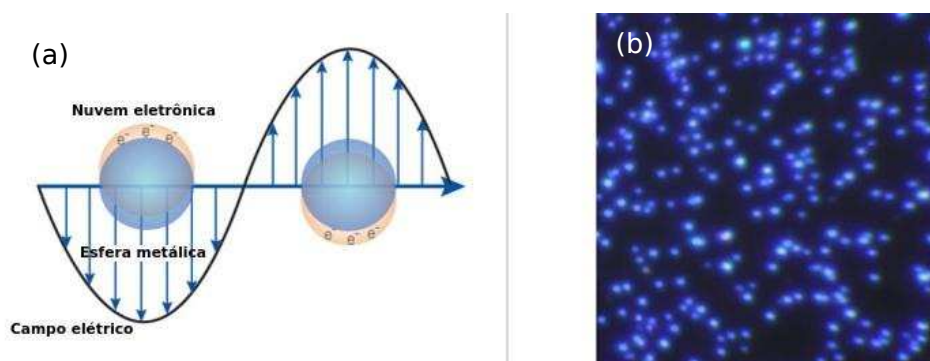 (a)
Nuvem eletrônica
e⁻ e⁻ e⁻
Esfera metálica
e⁻ e⁻ e⁻
Campo elétrico
(b)